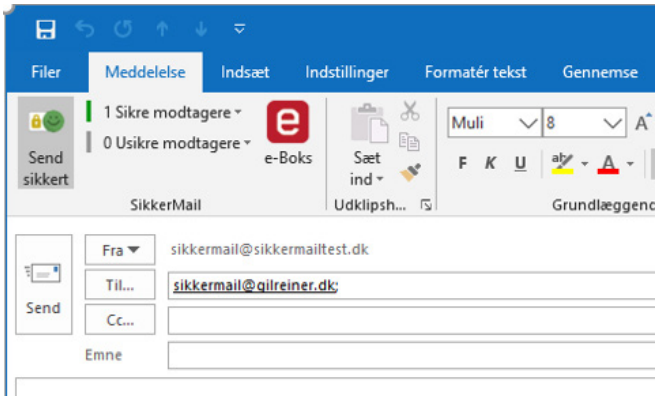 Filer Meddelelse Indsæt Indstillinger Formatér tekst Gennemse
Send sikkert
1 Sikre modtagere
0 Usikre modtagere
e
e-Boks
SikkerMail
Sæt ind
Udklipsh...
Muli 8 A
F K U aby A
Grundlæggend
Send
Fra sikkermail@sikkermailtest.dk
Til... sikkermail@gilreiner.dk;
Cc...
Emne